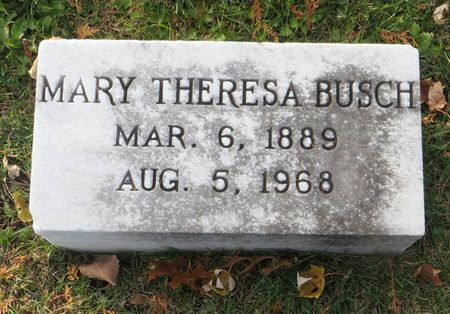 MARY THERESA BUSCH
MAR. 6, 1889
AUG. 5, 1968